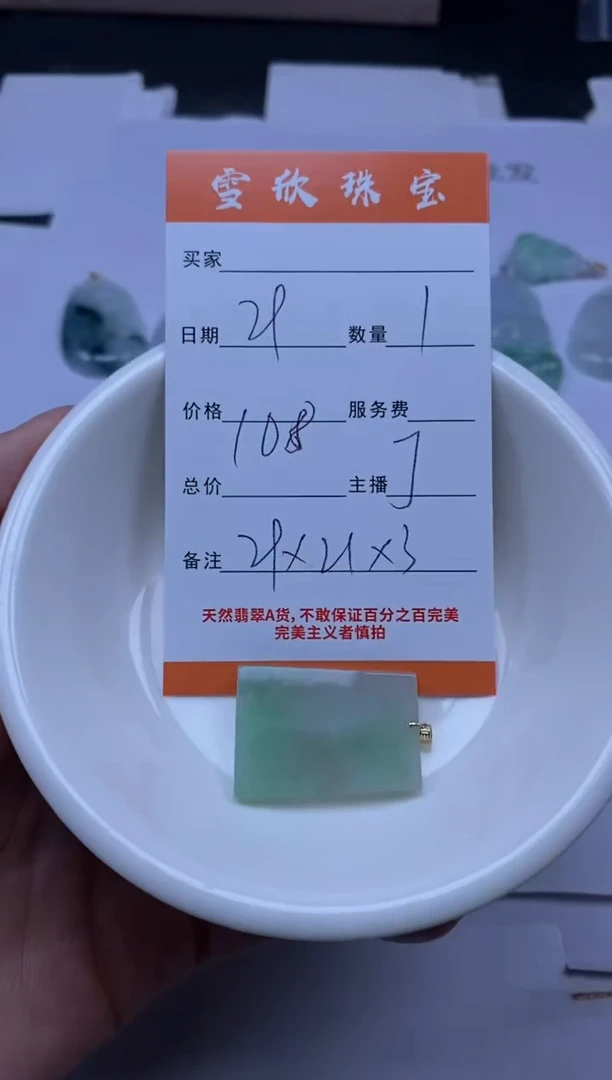 雪欣珠宝
买家
日期 21 数量 1
价格 108 服务费
总价 主播 J
备注
天然翡翠A货,不敢保证百分之百完美
完美主义者慎拍